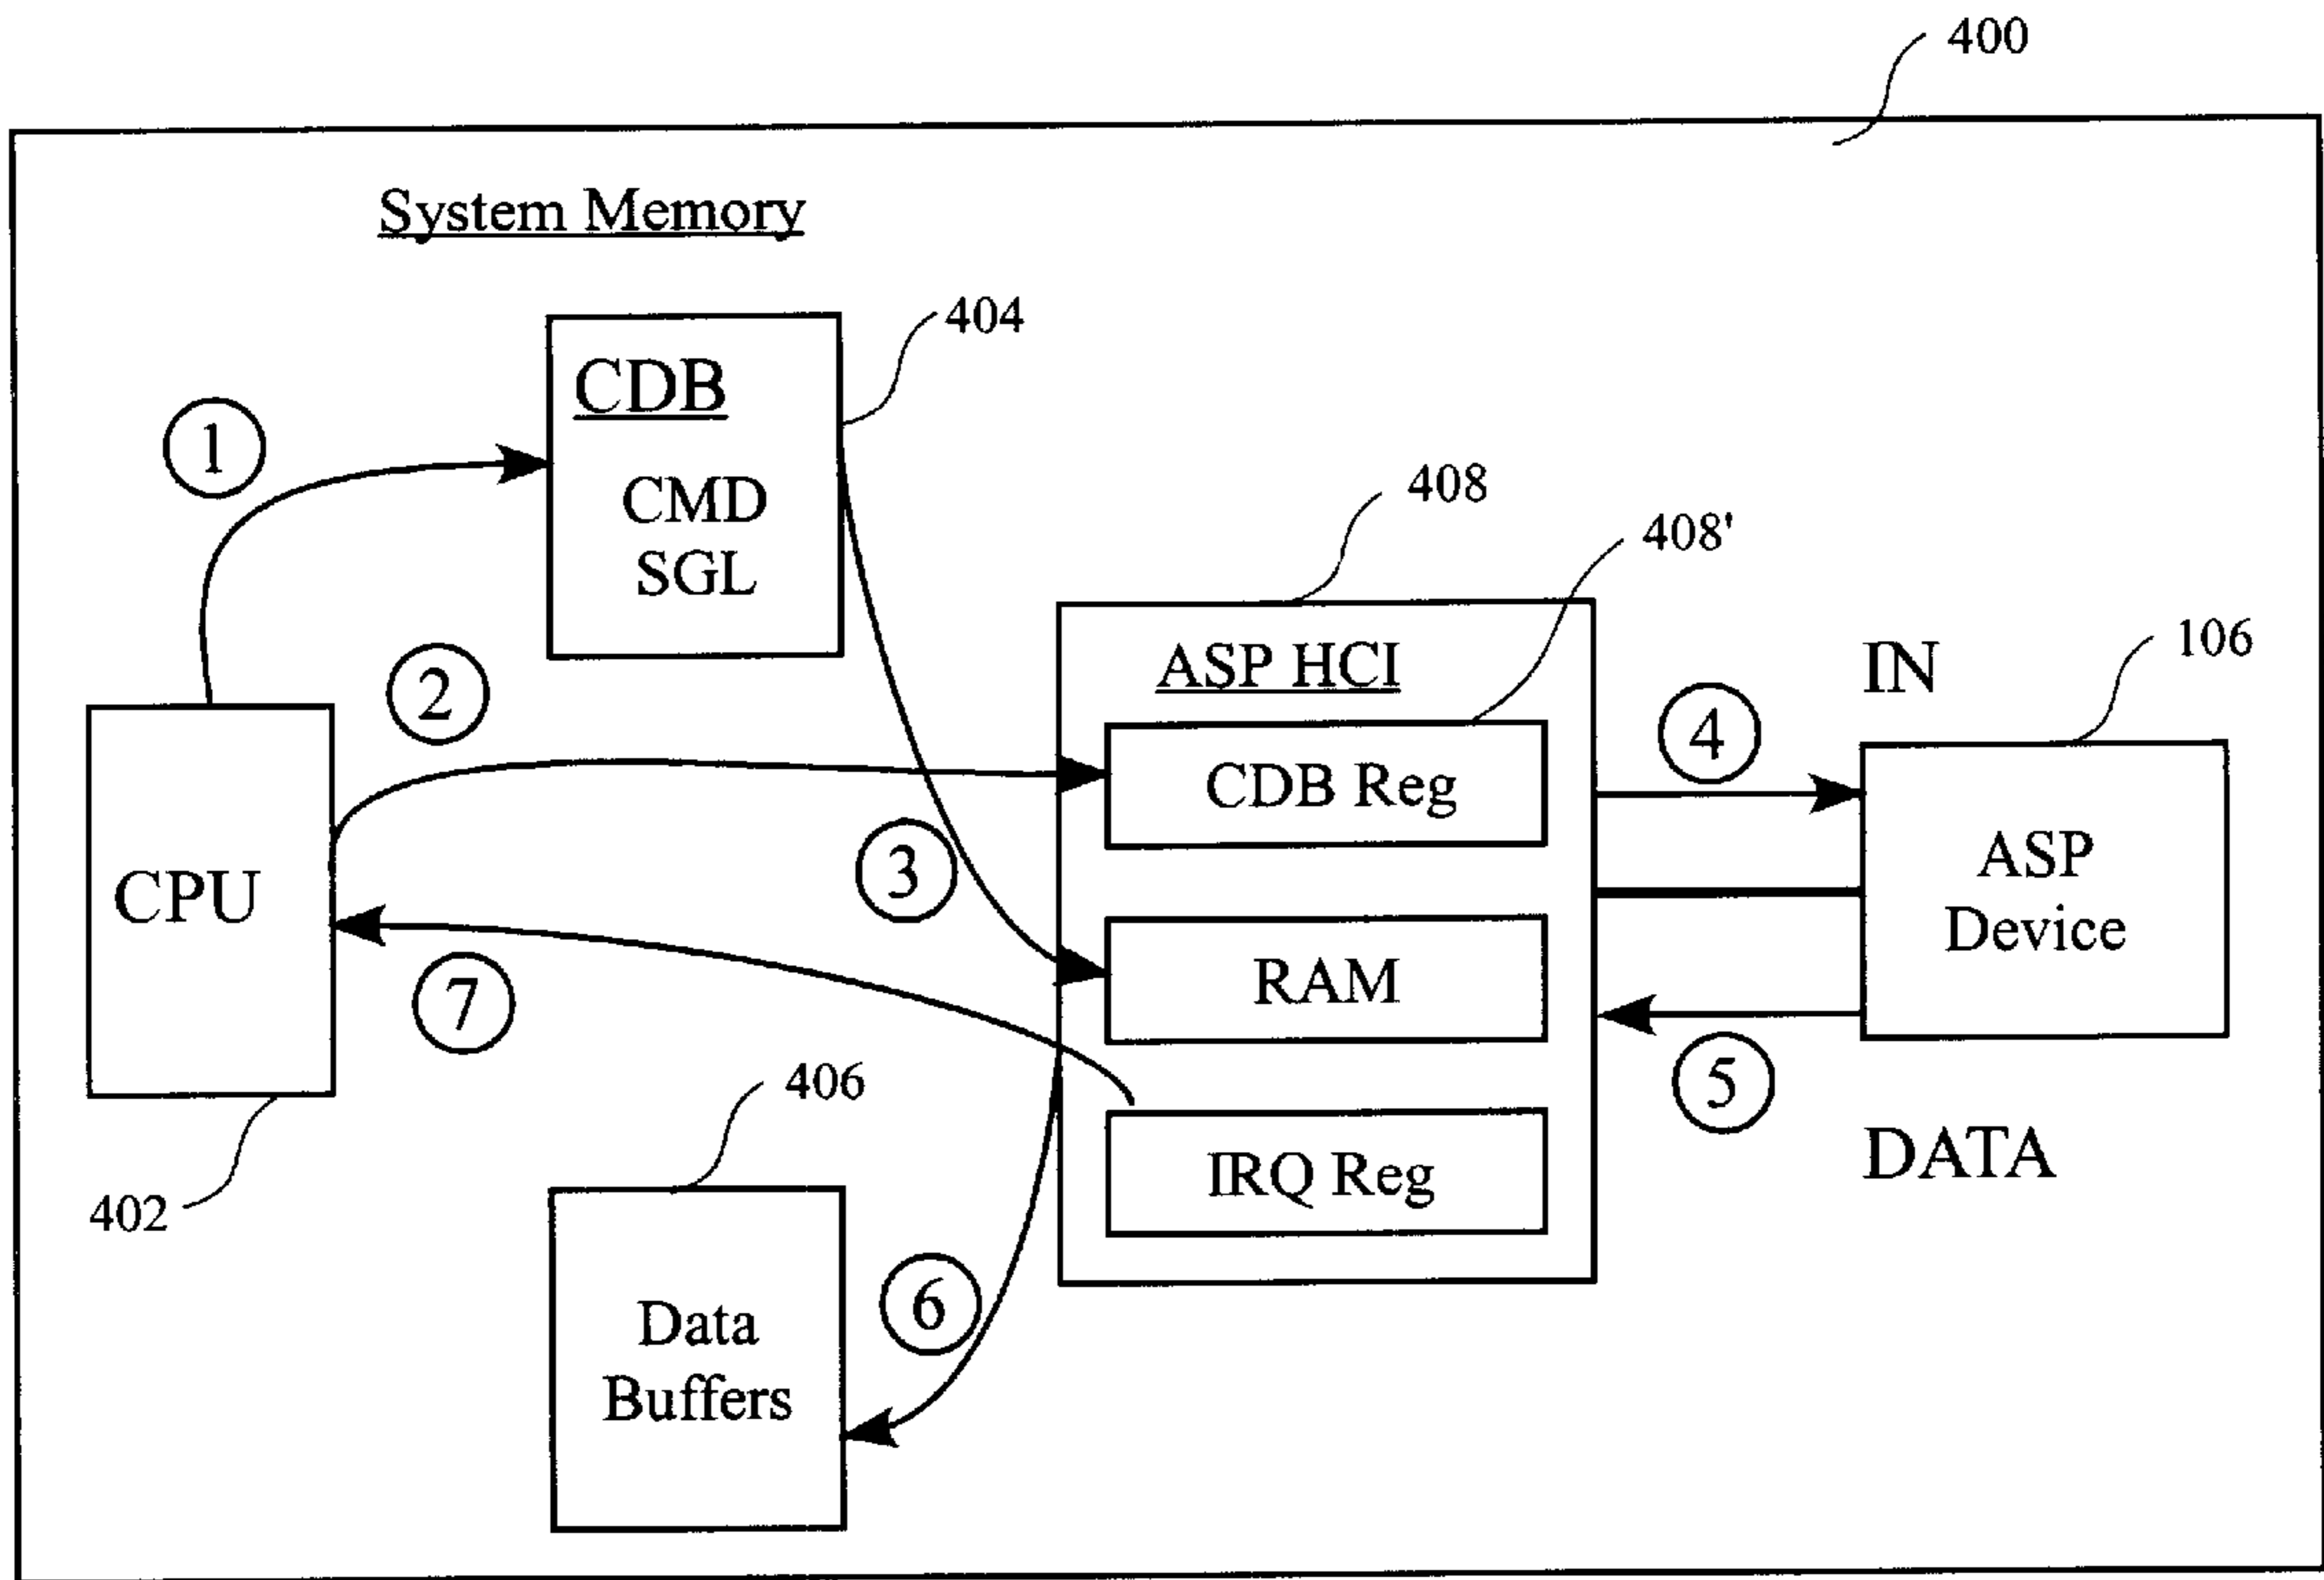 400
System Memory
404
CDB
CMD
SGL
1
408
408'
2
ASP HCI
IN
106
4
CDB Reg
3
CPU
ASP
Device
RAM
7
5
406
DATA
IRQ Reg
402
6
Data
Buffers